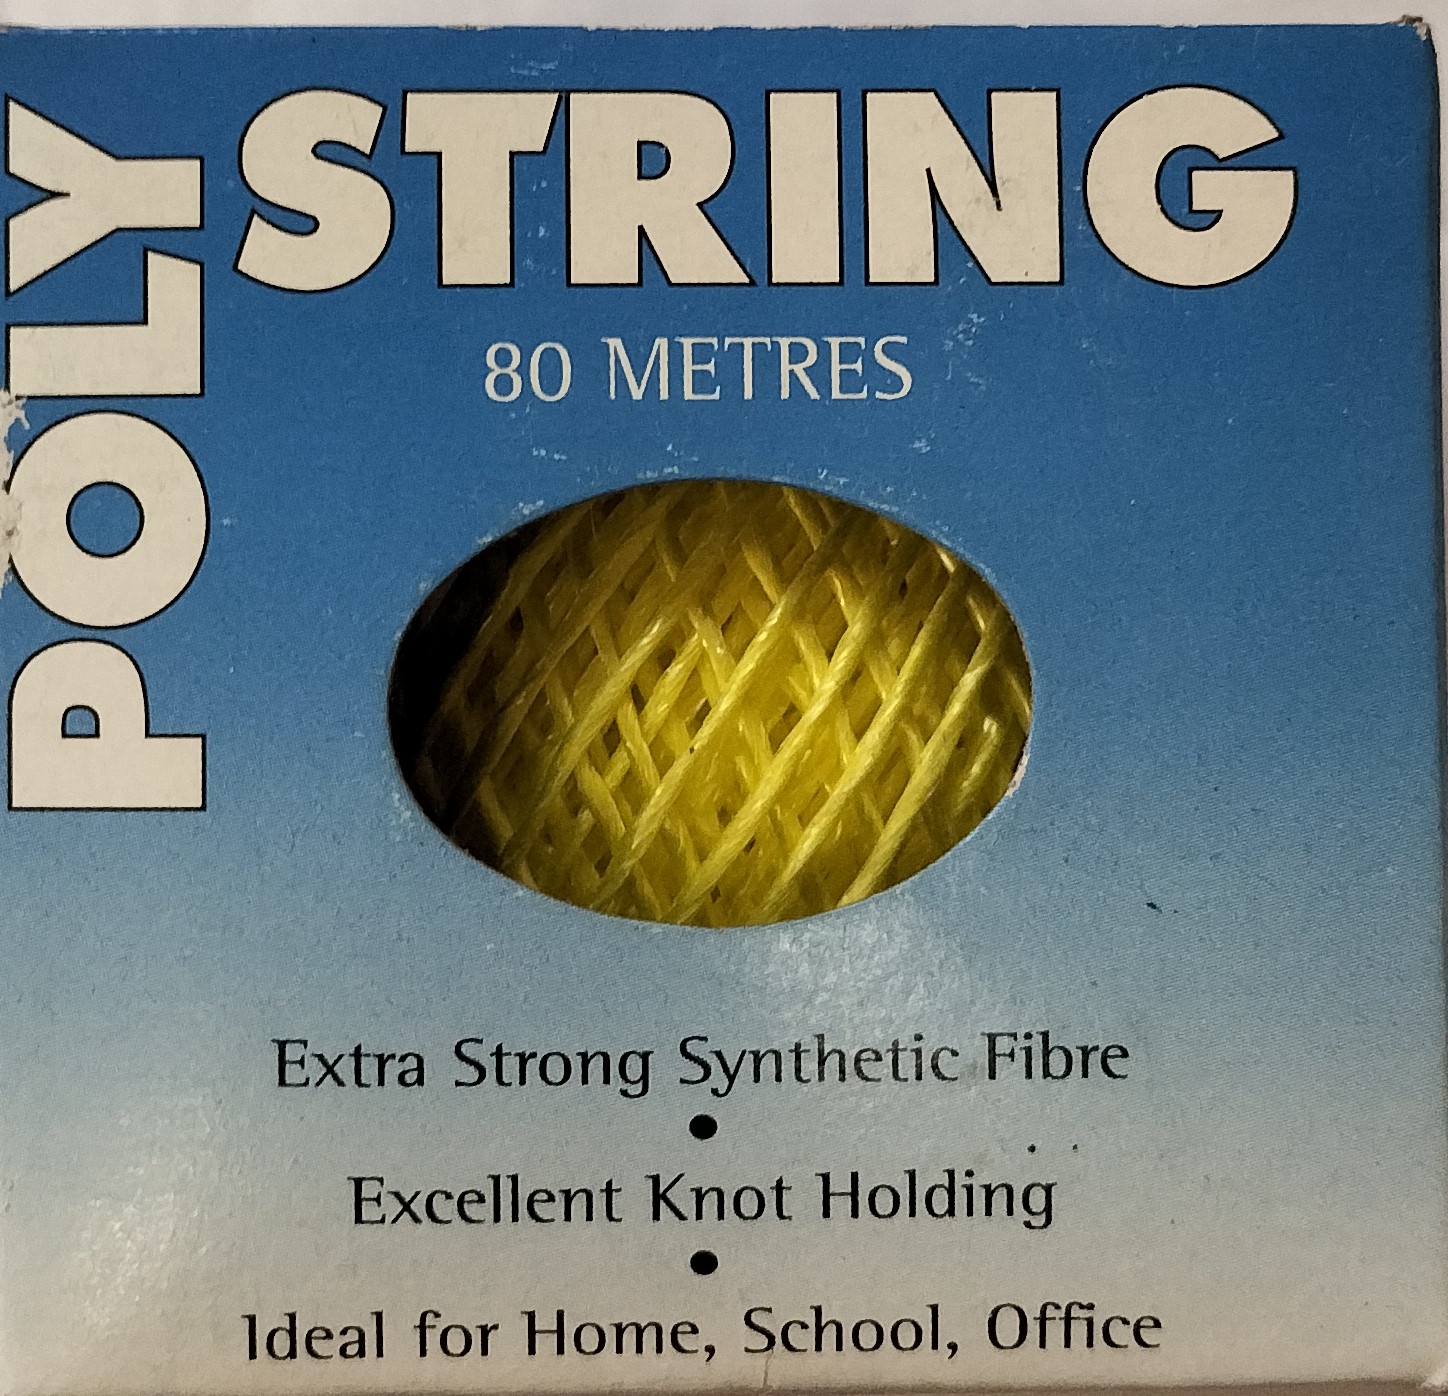 POLY
STRING
80 METRES
Extra Strong Synthetic Fibre
•
Excellent Knot Holding
•
Ideal for Home, School, Office